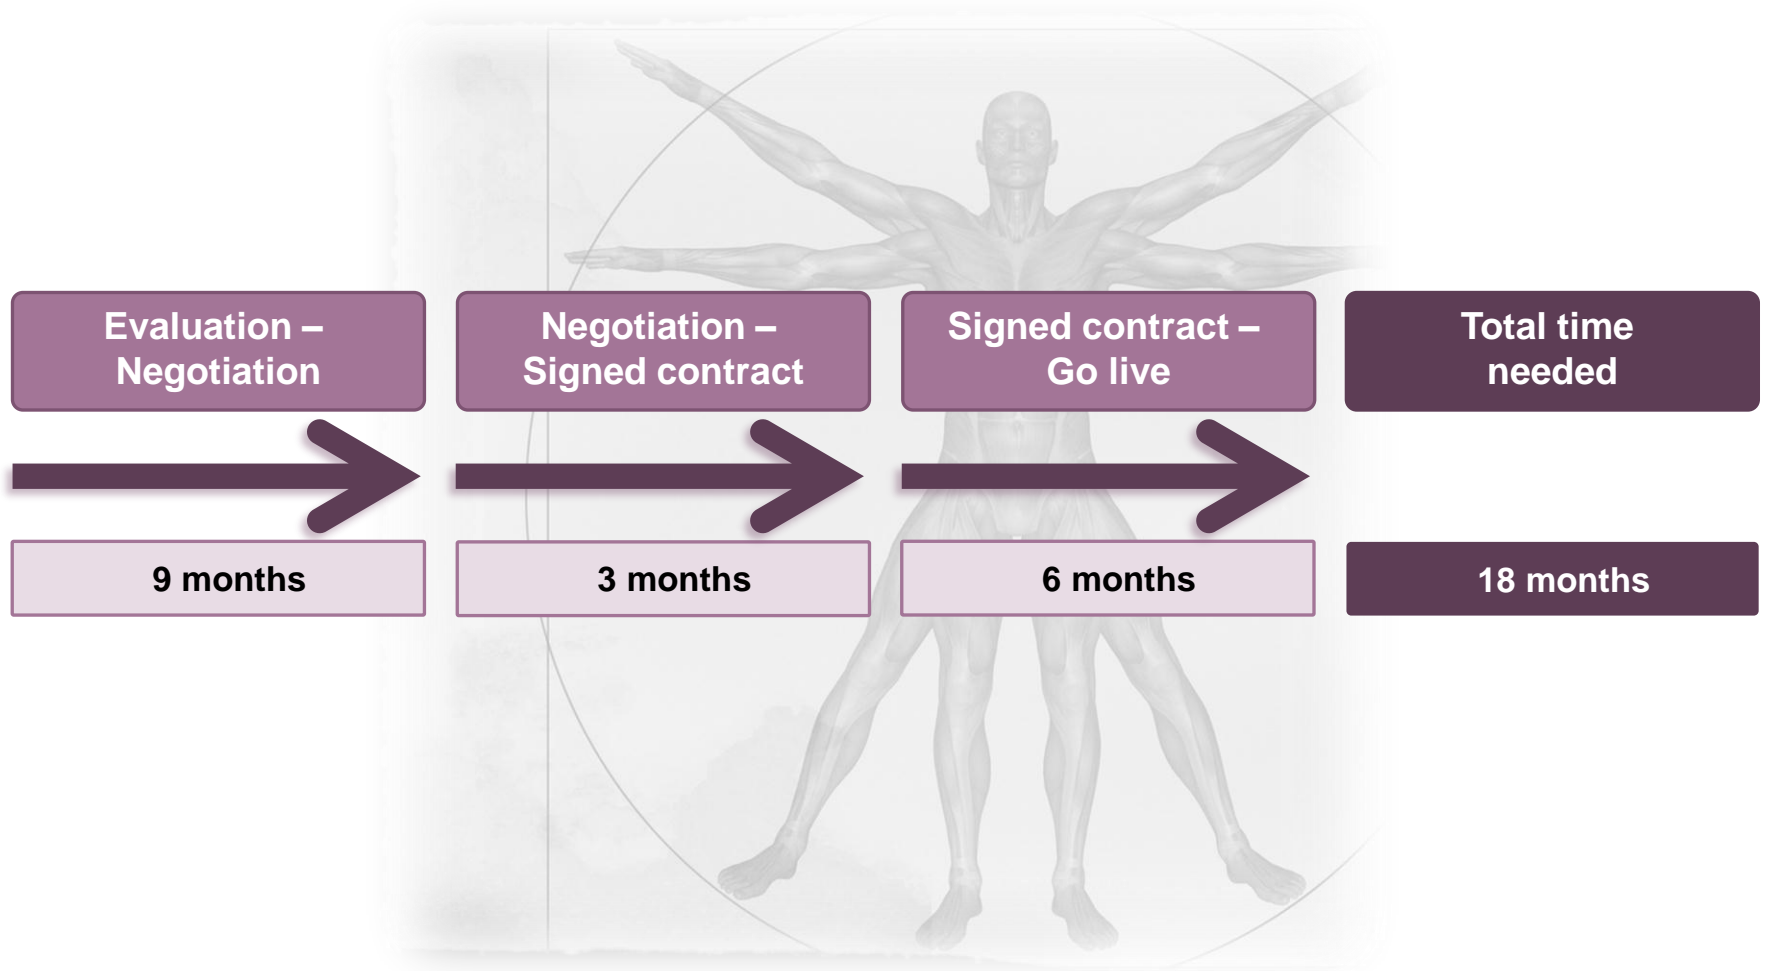 Evaluation –
Negotiation
Negotiation –
Signed contract
Signed contract –
Go live
Total time
needed
9 months
3 months
6 months
18 months